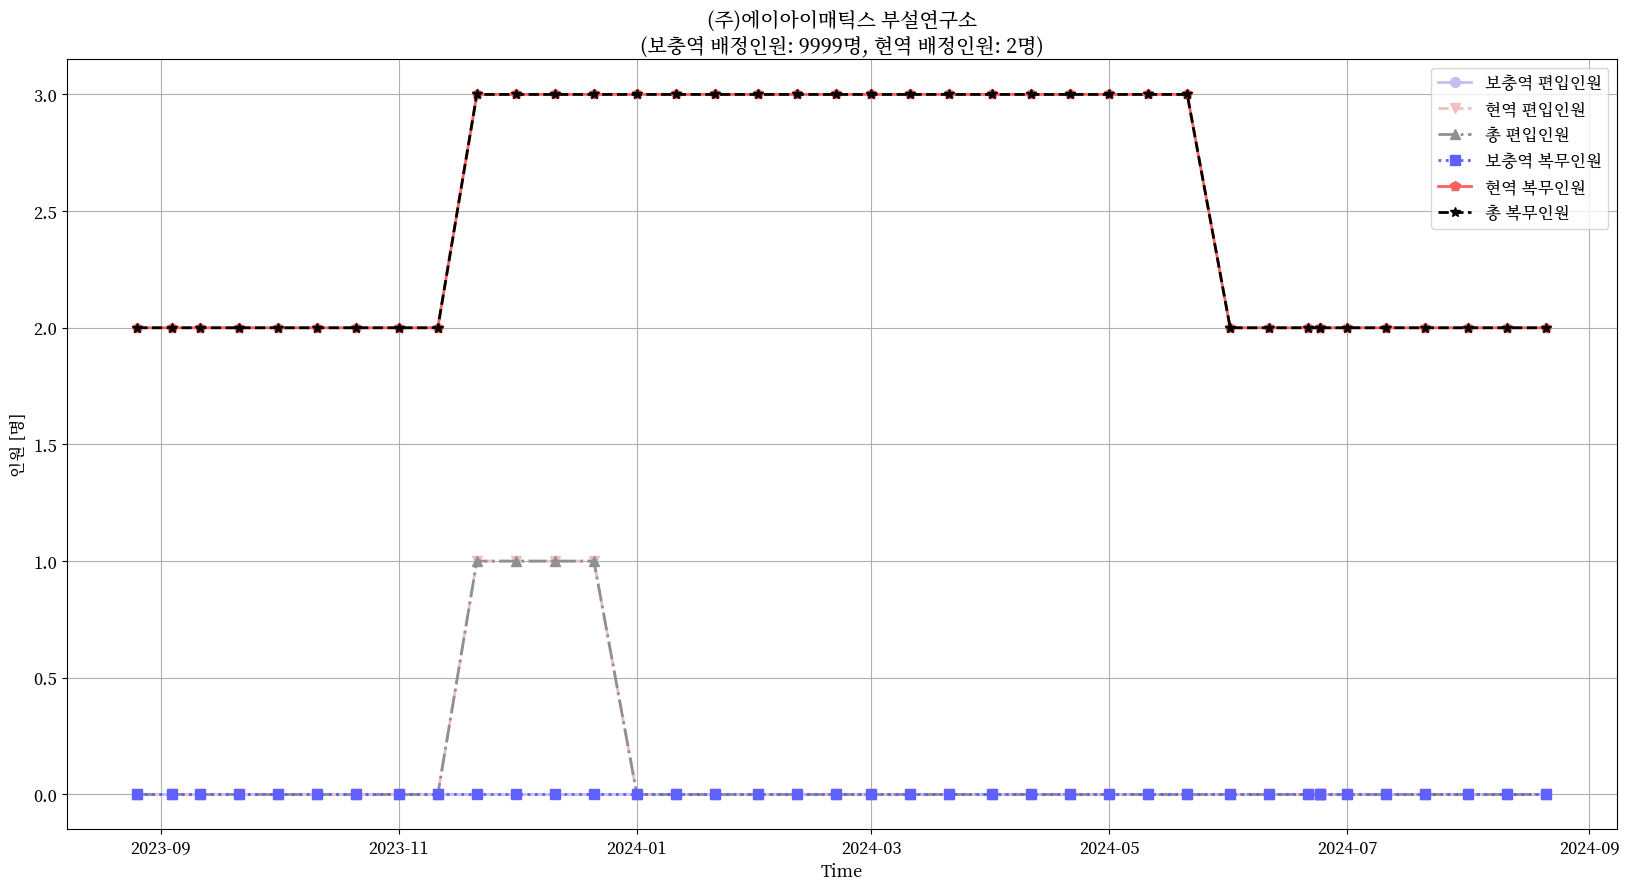 (주)에이아이매틱스 부설연구소
(보충역 배정인원: 9999명, 현역 배정인원: 2명)
보충역 편입인원
현역 편입인원
총 편입인원
보충역 복무인원
현역 복무인원
총 복무인원
인원 [명]
3.0
2.5
2.0
1.5
1.0
0.5
0.0
2023-09
2023-11
2024-01
2024-03
2024-05
2024-07
2024-09
Time